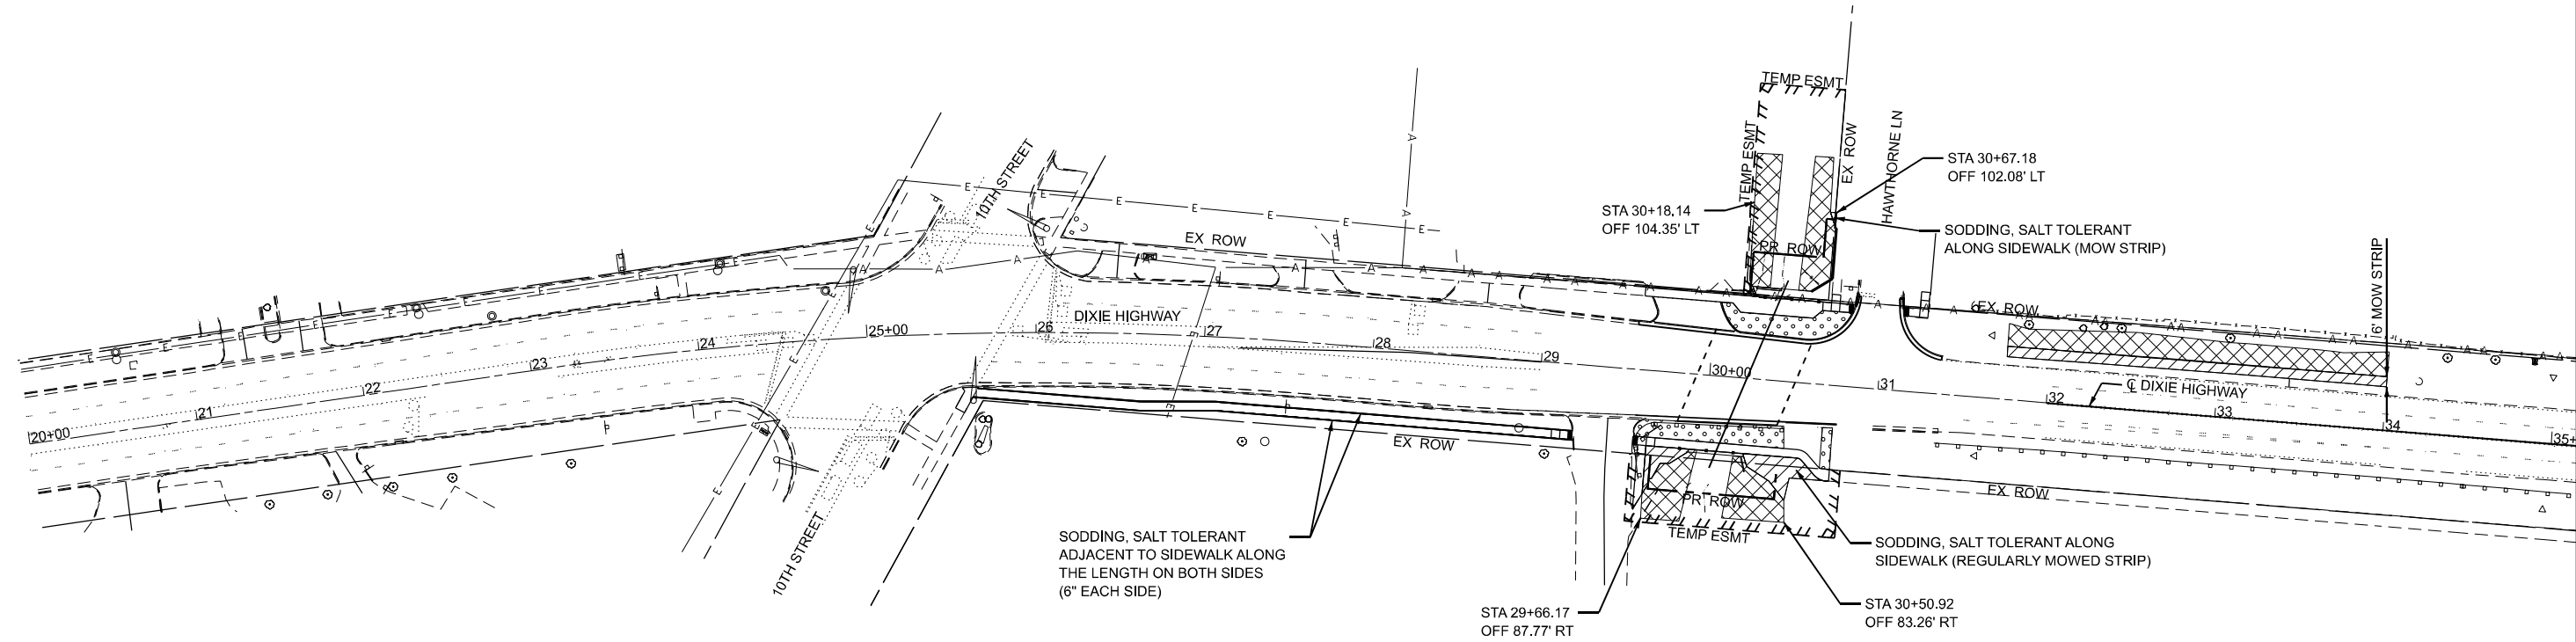 TEMP ESMT
TEMP ESMT
EX ROW
HAWTHORNE LN
STA 30+67.18
OFF 102.08' LT
STA 30+18.14
OFF 104.35' LT
SODDING, SALT TOLERANT
ALONG SIDEWALK (MOW STRIP)
10TH STREET
EX ROW
PR ROW
6' MOW STRIP
EX ROW
DIXIE HIGHWAY
20+00
21
22
23
24
25+00
26
27
28
29
30+00
31
32
33
34
35+
℄ DIXIE HIGHWAY
EX ROW
EX ROW
PR ROW
TEMP ESMT
10TH STREET
SODDING, SALT TOLERANT
ADJACENT TO SIDEWALK ALONG
THE LENGTH ON BOTH SIDES
(6" EACH SIDE)
SODDING, SALT TOLERANT ALONG
SIDEWALK (REGULARLY MOWED STRIP)
STA 29+66.17
OFF 87.77' RT
STA 30+50.92
OFF 83.26' RT